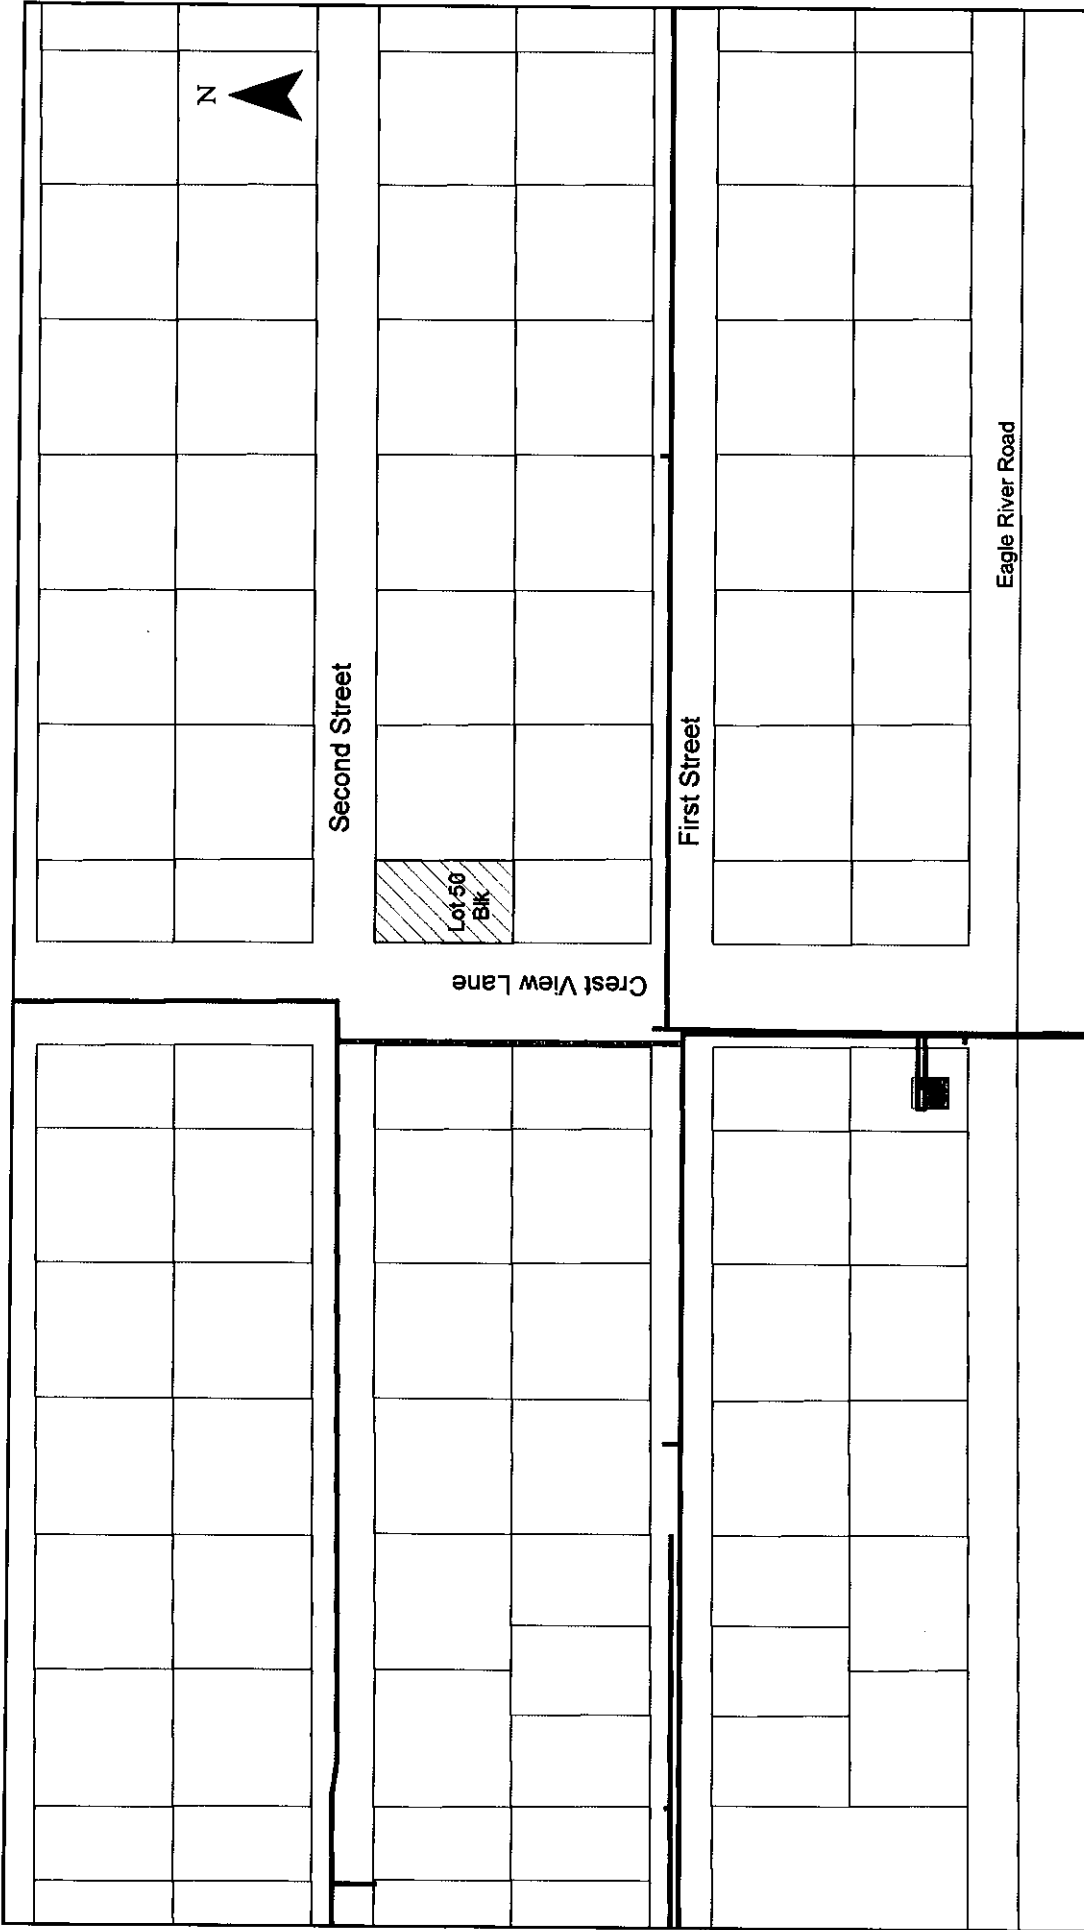 N
Second Street
Lot 50
Blk
Crest View Lane
First Street
Eagle River Road